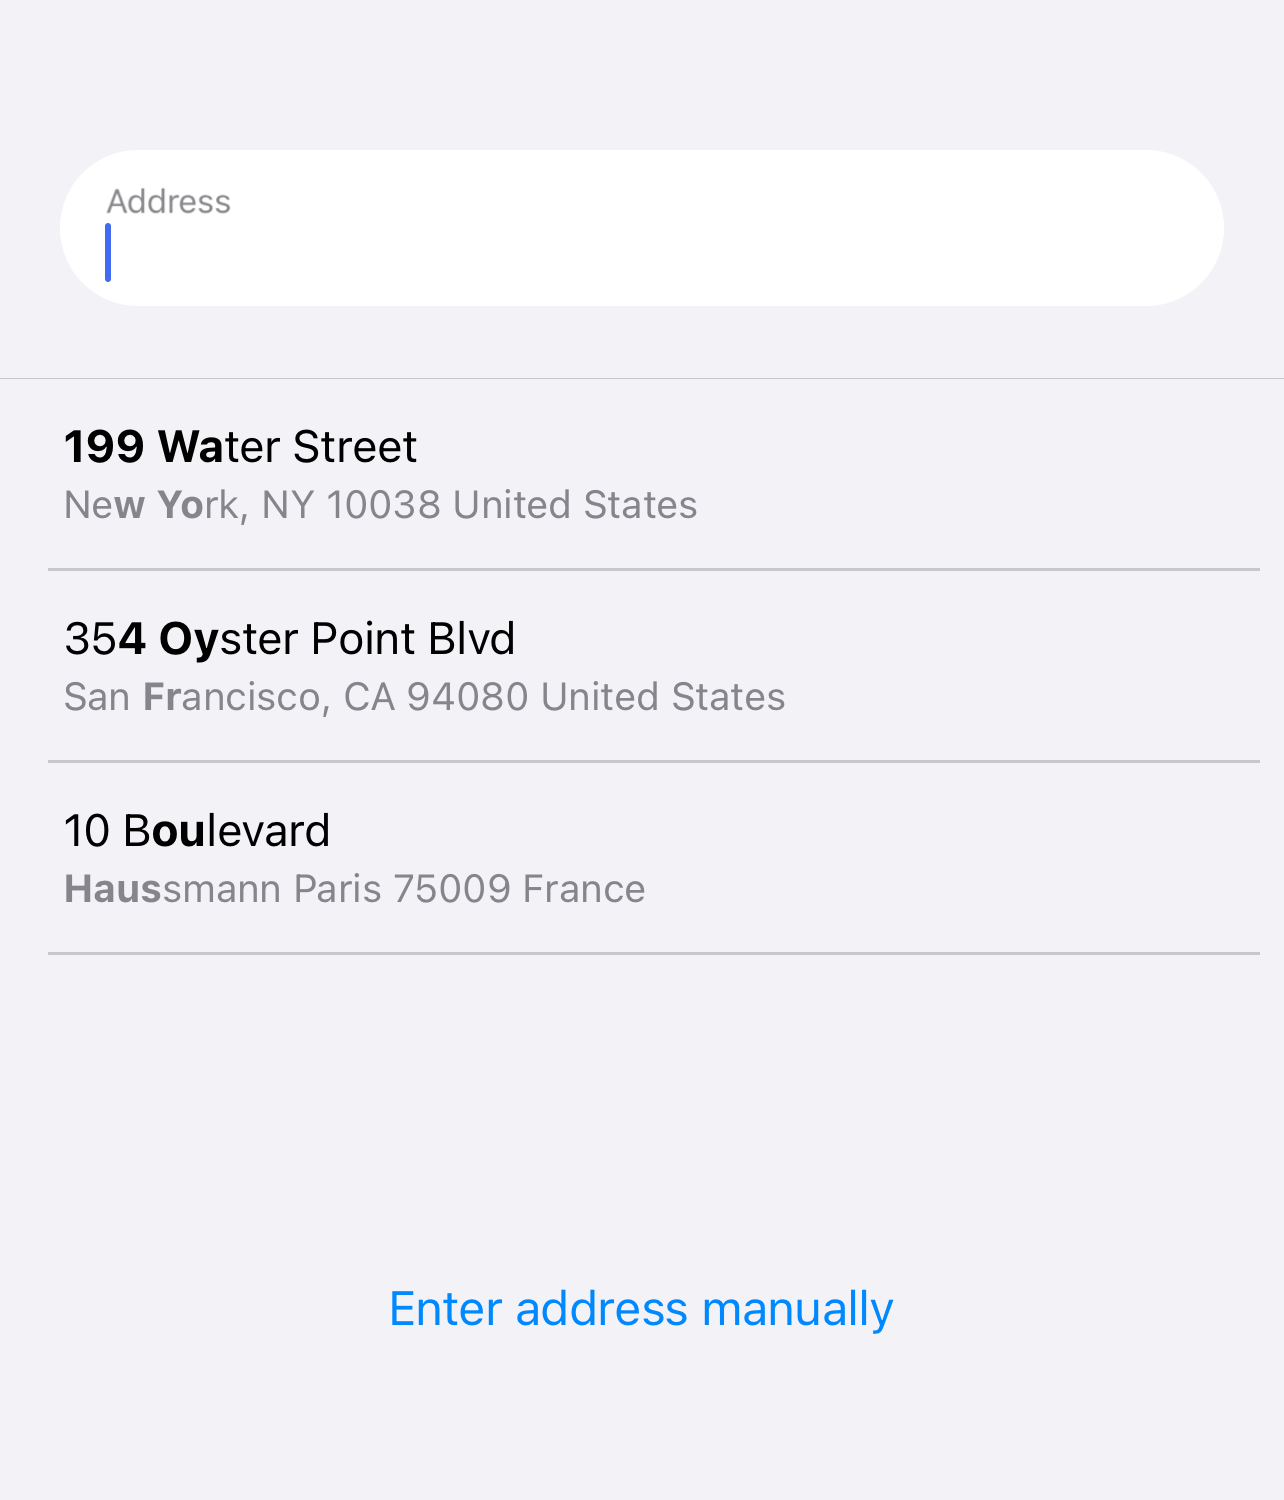 Address
199 Water Street
New York, NY 10038 United States
354 Oyster Point Blvd
San Francisco, CA 94080 United States
10 Boulevard
Haussmann Paris 75009 France
Enter address manually